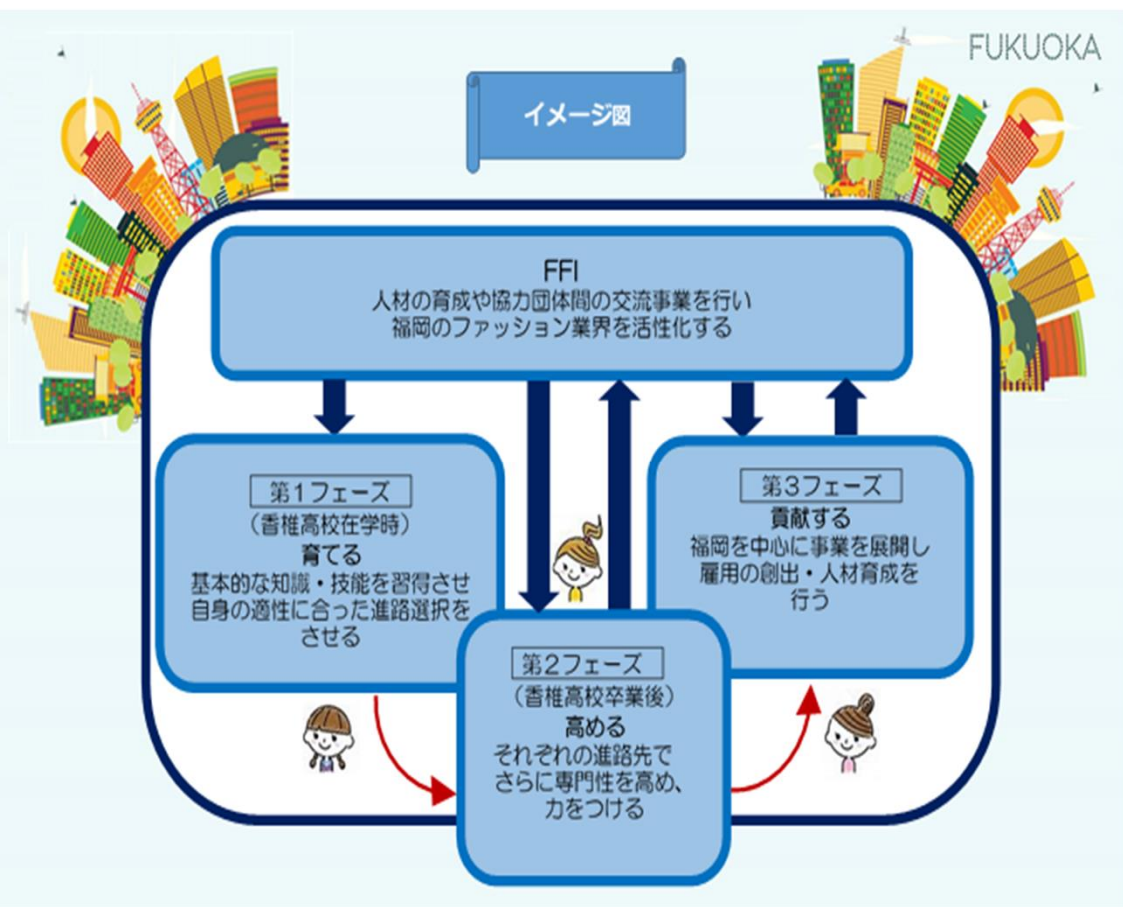 FUKUOKA
イメージ図
FFI
人材の育成や協力団体間の交流事業を行い
福岡のファッション業界を活性化する
第1フェーズ
（香椎高校在学時）
育てる
基本的な知識・技能を習得させ
自身の適性に合った進路選択を
させる
第2フェーズ
（香椎高校卒業後）
高める
それぞれの進路先で
さらに専門性を高め、
力をつける
第3フェーズ
貢献する
福岡を中心に事業を展開し
雇用の創出・人材育成を
行う